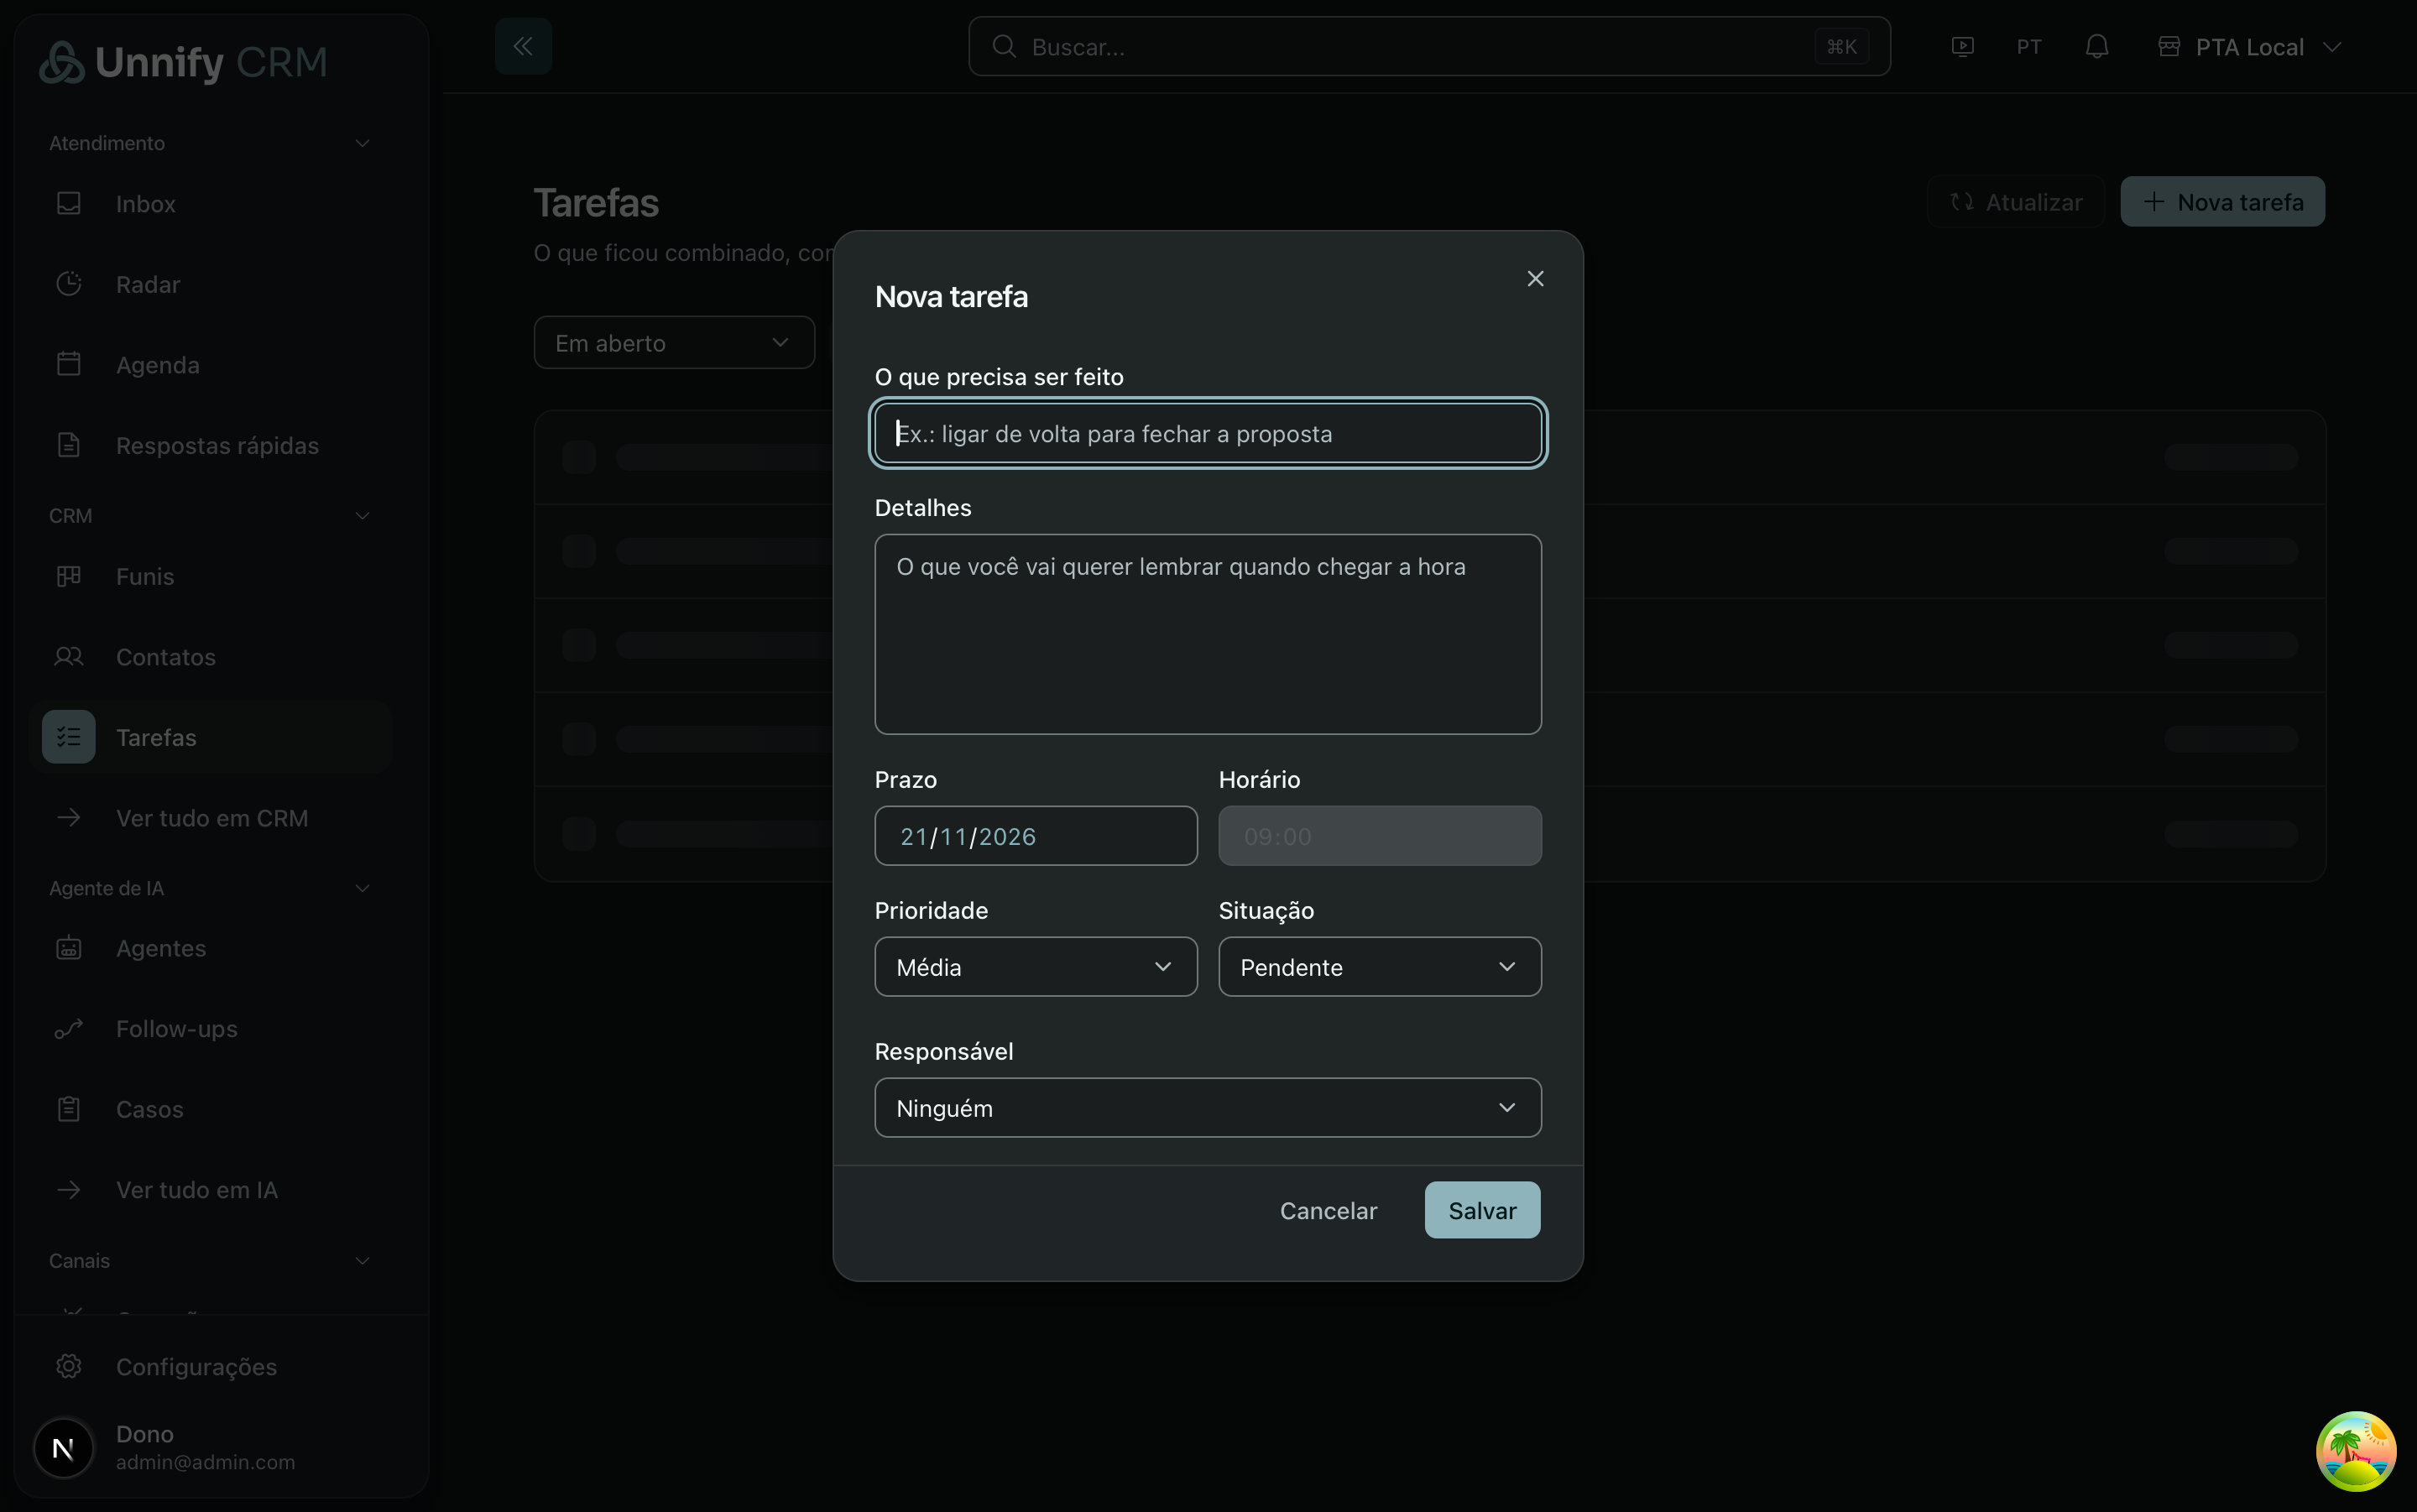 Unnify CRM
Buscar...
⌘K
PT
PTA Local
Atendimento
Inbox
Radar
Agenda
Respostas rápidas
CRM
Funis
Contatos
Tarefas
Ver tudo em CRM
Agente de IA
Agentes
Follow-ups
Casos
Ver tudo em IA
Canais
Configurações
N
Dono
admin@admin.com
Tarefas
Atualizar
Nova tarefa
O que ficou combinado,
Em aberto
Nova tarefa
O que precisa ser feito
Ex.: ligar de volta para fechar a proposta
Detalhes
O que você vai querer lembrar quando chegar a hora
Prazo
Horário
21/11/2026
09:00
Prioridade
Situação
Média
Pendente
Responsável
Ninguém
Cancelar
Salvar